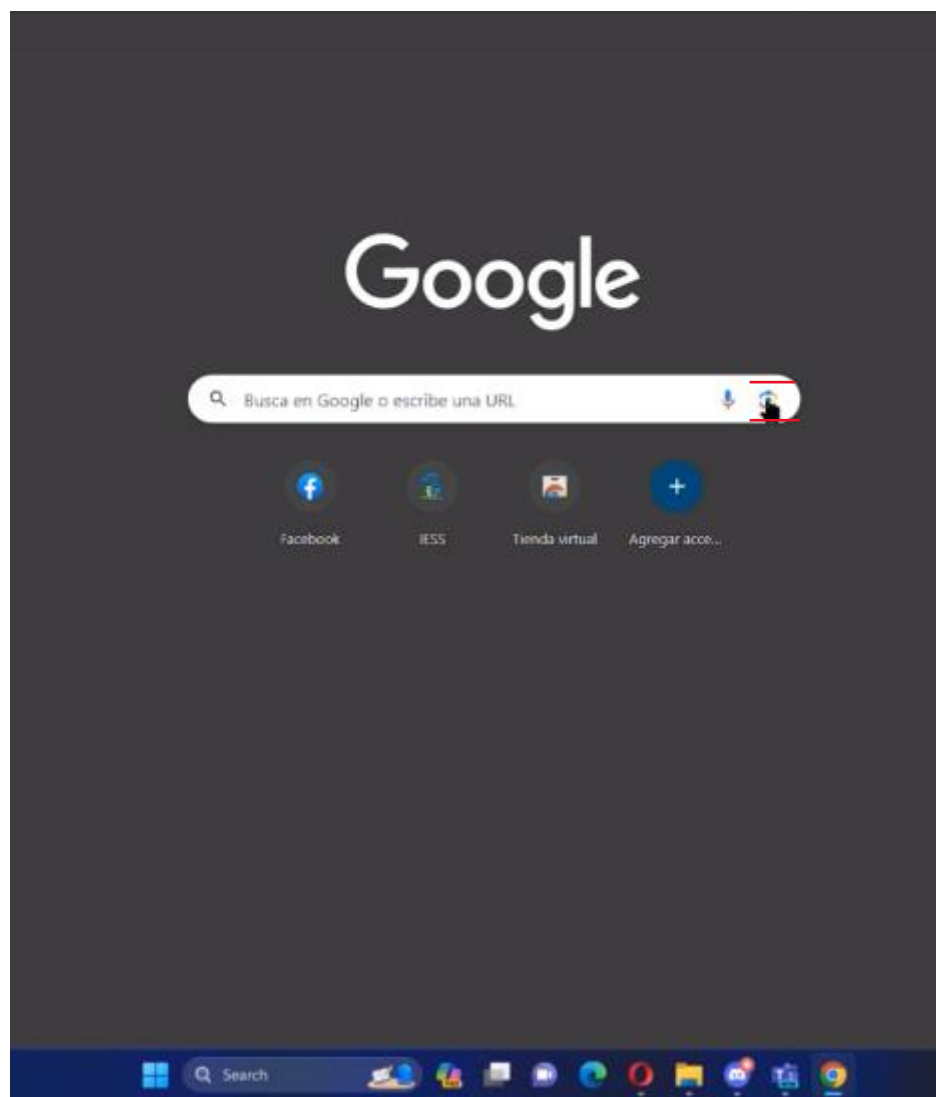 Google
Busca en Google o escribe una URL
Facebook
IESS
Tienda virtual
Agregar acce...
Search